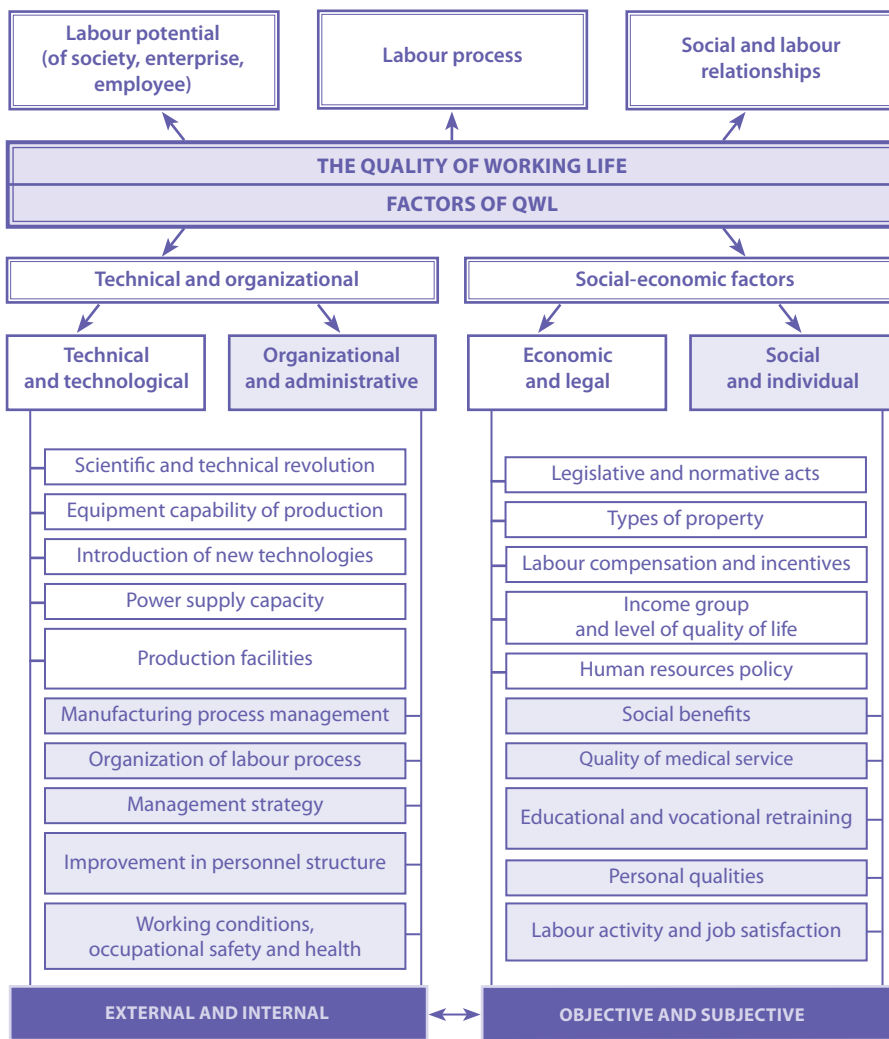 Labour potential
(of society, enterprise,
employee)
Labour process
Social and labour
relationships
THE QUALITY OF WORKING LIFE
FACTORS OF QWL
Technical and organizational
Social-economic factors
Technical
and technological
Organizational
and administrative
Economic
and legal
Social
and individual
Scientific and technical revolution
Equipment capability of production
Introduction of new technologies
Power supply capacity
Production facilities
Manufacturing process management
Organization of labour process
Management strategy
Improvement in personnel structure
Working conditions,
occupational safety and health
Legislative and normative acts
Types of property
Labour compensation and incentives
Income group
and level of quality of life
Human resources policy
Social benefits
Quality of medical service
Educational and vocational retraining
Personal qualities
Labour activity and job satisfaction
EXTERNAL AND INTERNAL
OBJECTIVE AND SUBJECTIVE